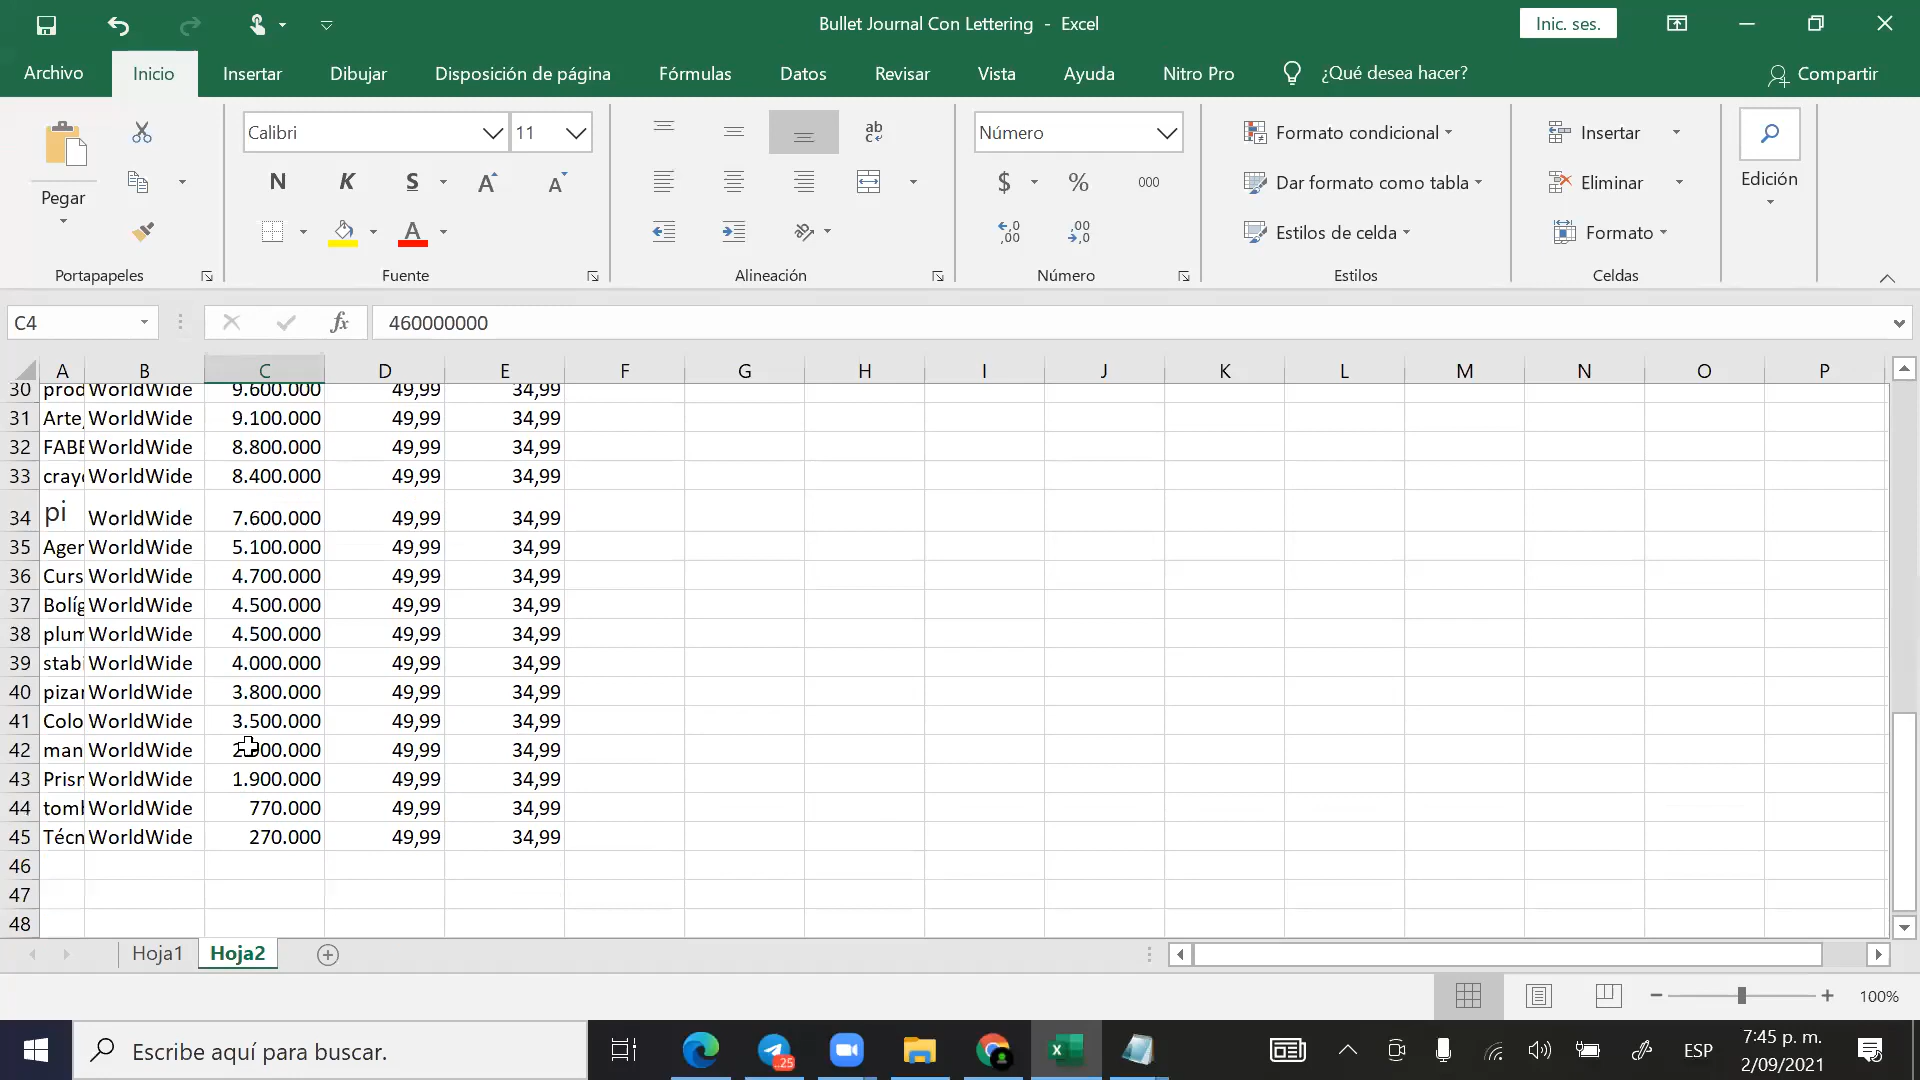 Bullet Journal Con Lettering - Excel
Inic. ses.
Archivo Inicio Insertar Dibujar Disposición de página Fórmulas Datos Revisar Vista Ayuda Nitro Pro ¿Qué desea hacer? Compartir
Pegar
Portapapeles
Calibri 11
N K S A A
A
Fuente
ab
c
Alineación
Número
$ % 000
,00 ,00
Número
Formato condicional
Dar formato como tabla
Estilos de celda
Estilos
Insertar
Eliminar
Formato
Celdas
Edición
C4 fx 460000000
A B C D E F G H I J K L M N O P
30 prod WorldWide 9.600.000 49,99 34,99
31 Arte, WorldWide 9.100.000 49,99 34,99
32 FABE WorldWide 8.800.000 49,99 34,99
33 crayo WorldWide 8.400.000 49,99 34,99
34 pi WorldWide 7.600.000 49,99 34,99
35 Ager WorldWide 5.100.000 49,99 34,99
36 Curs WorldWide 4.700.000 49,99 34,99
37 Bolíg WorldWide 4.500.000 49,99 34,99
38 plum WorldWide 4.500.000 49,99 34,99
39 stabi WorldWide 4.000.000 49,99 34,99
40 pizar WorldWide 3.800.000 49,99 34,99
41 Colo WorldWide 3.500.000 49,99 34,99
42 man WorldWide 49,99 34,99
43 Prism WorldWide 1.900.000 49,99 34,99
44 toml WorldWide 770.000 49,99 34,99
45 Técn WorldWide 270.000 49,99 34,99
46
47
48
Hoja1 Hoja2
100%
Escribe aquí para buscar.
..25
ESP
7:45 p. m.
2/09/2021